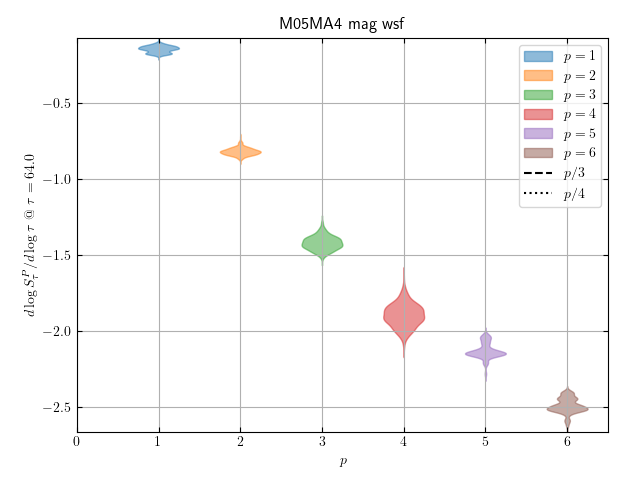 M05MA4 mag wsf
d log S_τ^P / d log τ @ τ = 64.0
−0.5
−1.0
−1.5
−2.0
−2.5
0 1 2 3 4 5 6
p
p = 1
p = 2
p = 3
p = 4
p = 5
p = 6
p/3
p/4